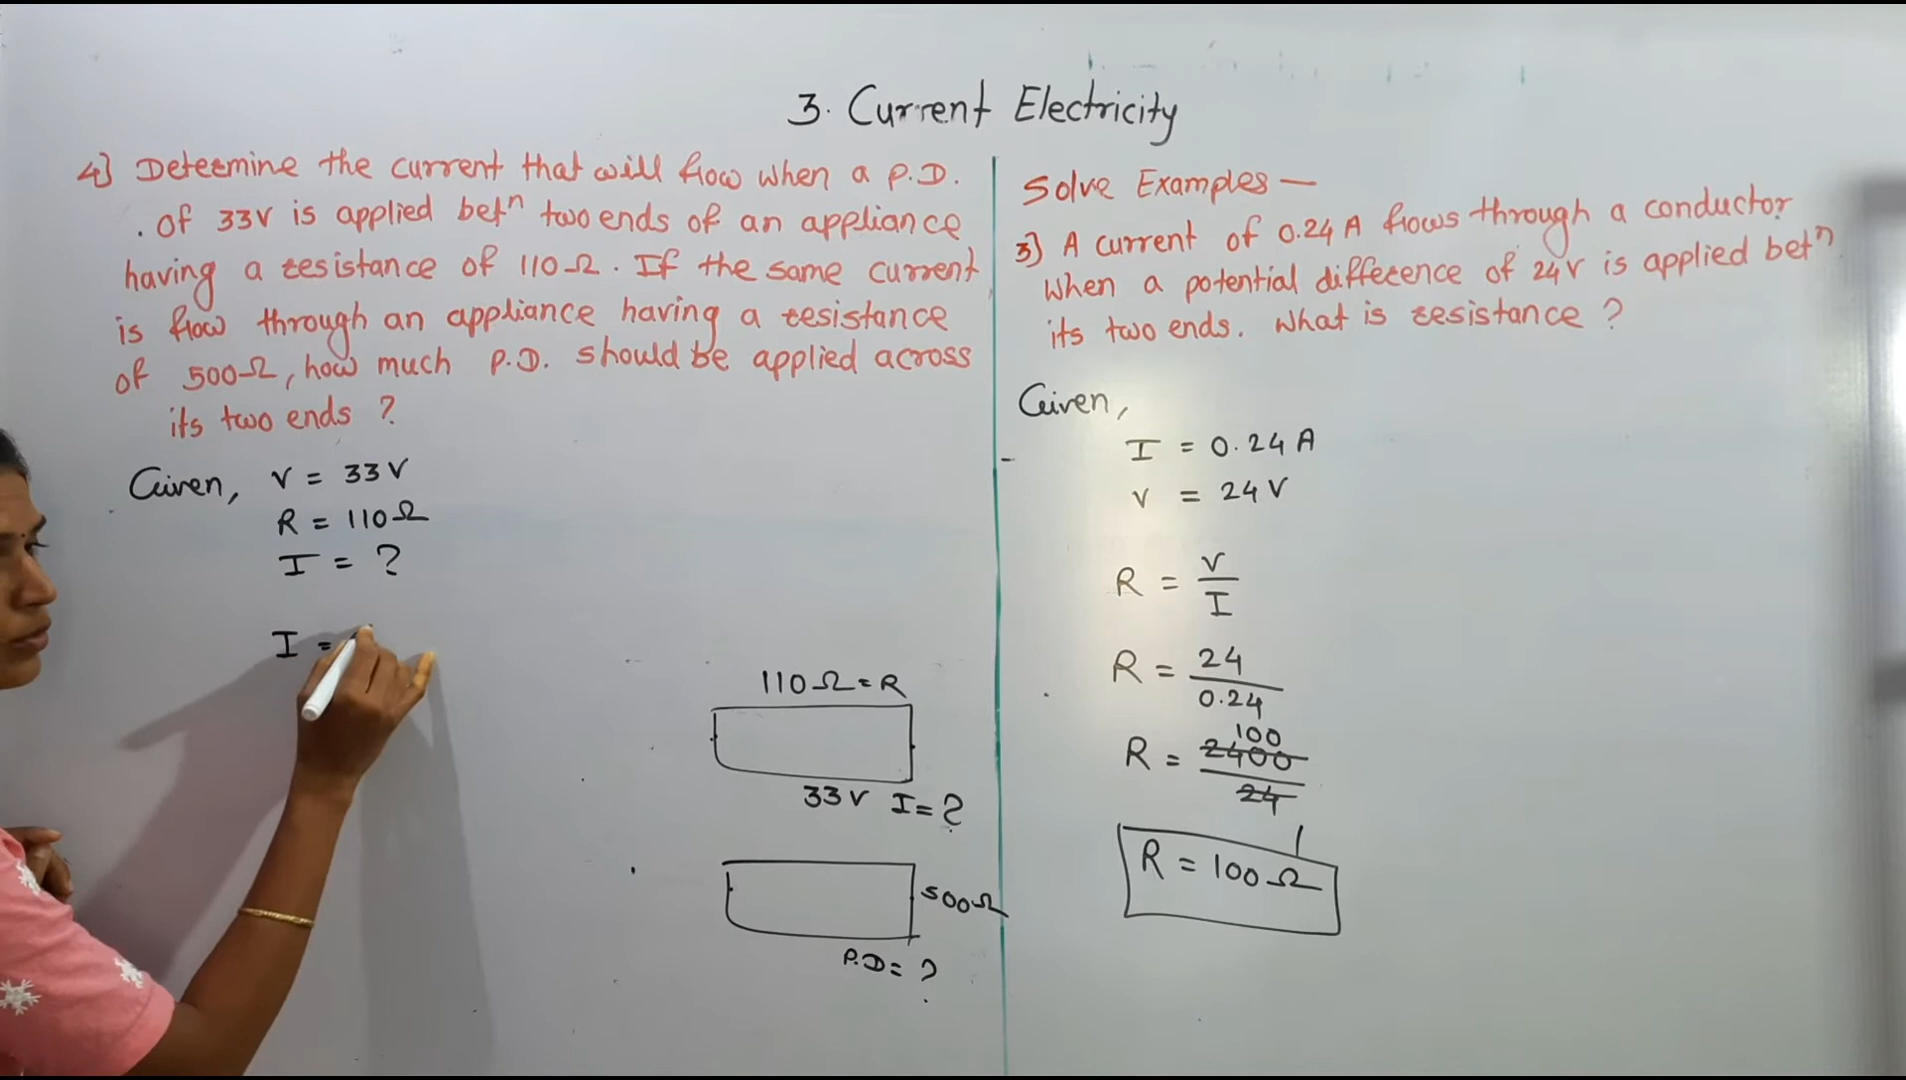 3. Current Electricity
4] Determine the current that will flow when a P.D.
of 33V is applied betⁿ two ends of an appliance
having a resistance of 110Ω. If the same current
is flow through an appliance having a resistance
of 500Ω, how much P.D. should be applied across
its two ends ?
Given, V = 33V
R = 110Ω
I = ?
I =
110Ω = R
33V I = ?
500Ω
P.D = ?
Solve Examples —
3) A current of 0.24 A flows through a conductor
when a potential difference of 24V is applied betⁿ
its two ends. What is resistance ?
Given,
I = 0.24 A
V = 24V
R = V/I
R = 24/0.24
100
R = 2400/24
1
R = 100Ω